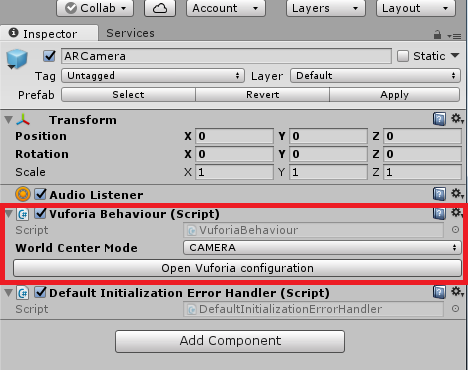 Collab Account Layers Layout
Inspector Services
ARCamera Static
Tag Untagged Layer Default
Prefab Select Revert Apply
Transform
Position X 0 Y 0 Z 0
Rotation X 0 Y 0 Z 0
Scale X 1 Y 1 Z 1
Audio Listener
Vuforia Behaviour (Script)
Script VuforiaBehaviour
World Center Mode CAMERA
Open Vuforia configuration
Default Initialization Error Handler (Script)
Script DefaultInitializationErrorHandler
Add Component